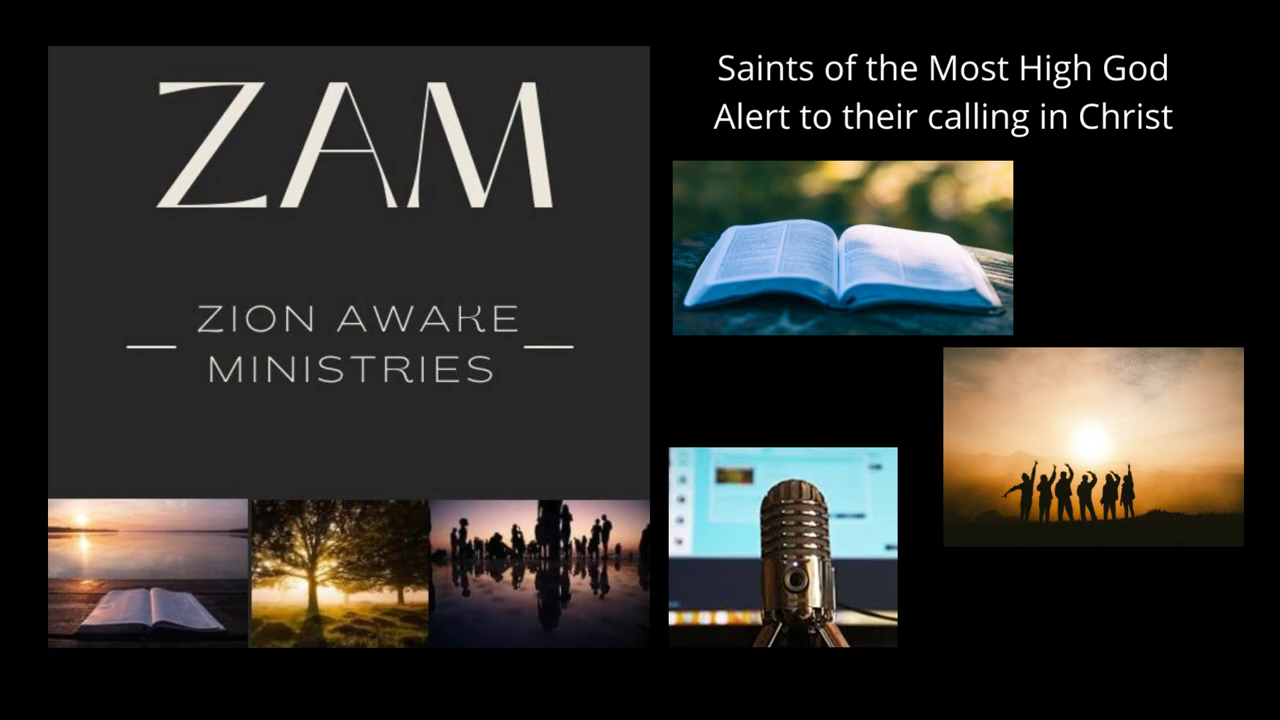 ZAM
ZION AWAKE
MINISTRIES
Saints of the Most High God
Alert to their calling in Christ